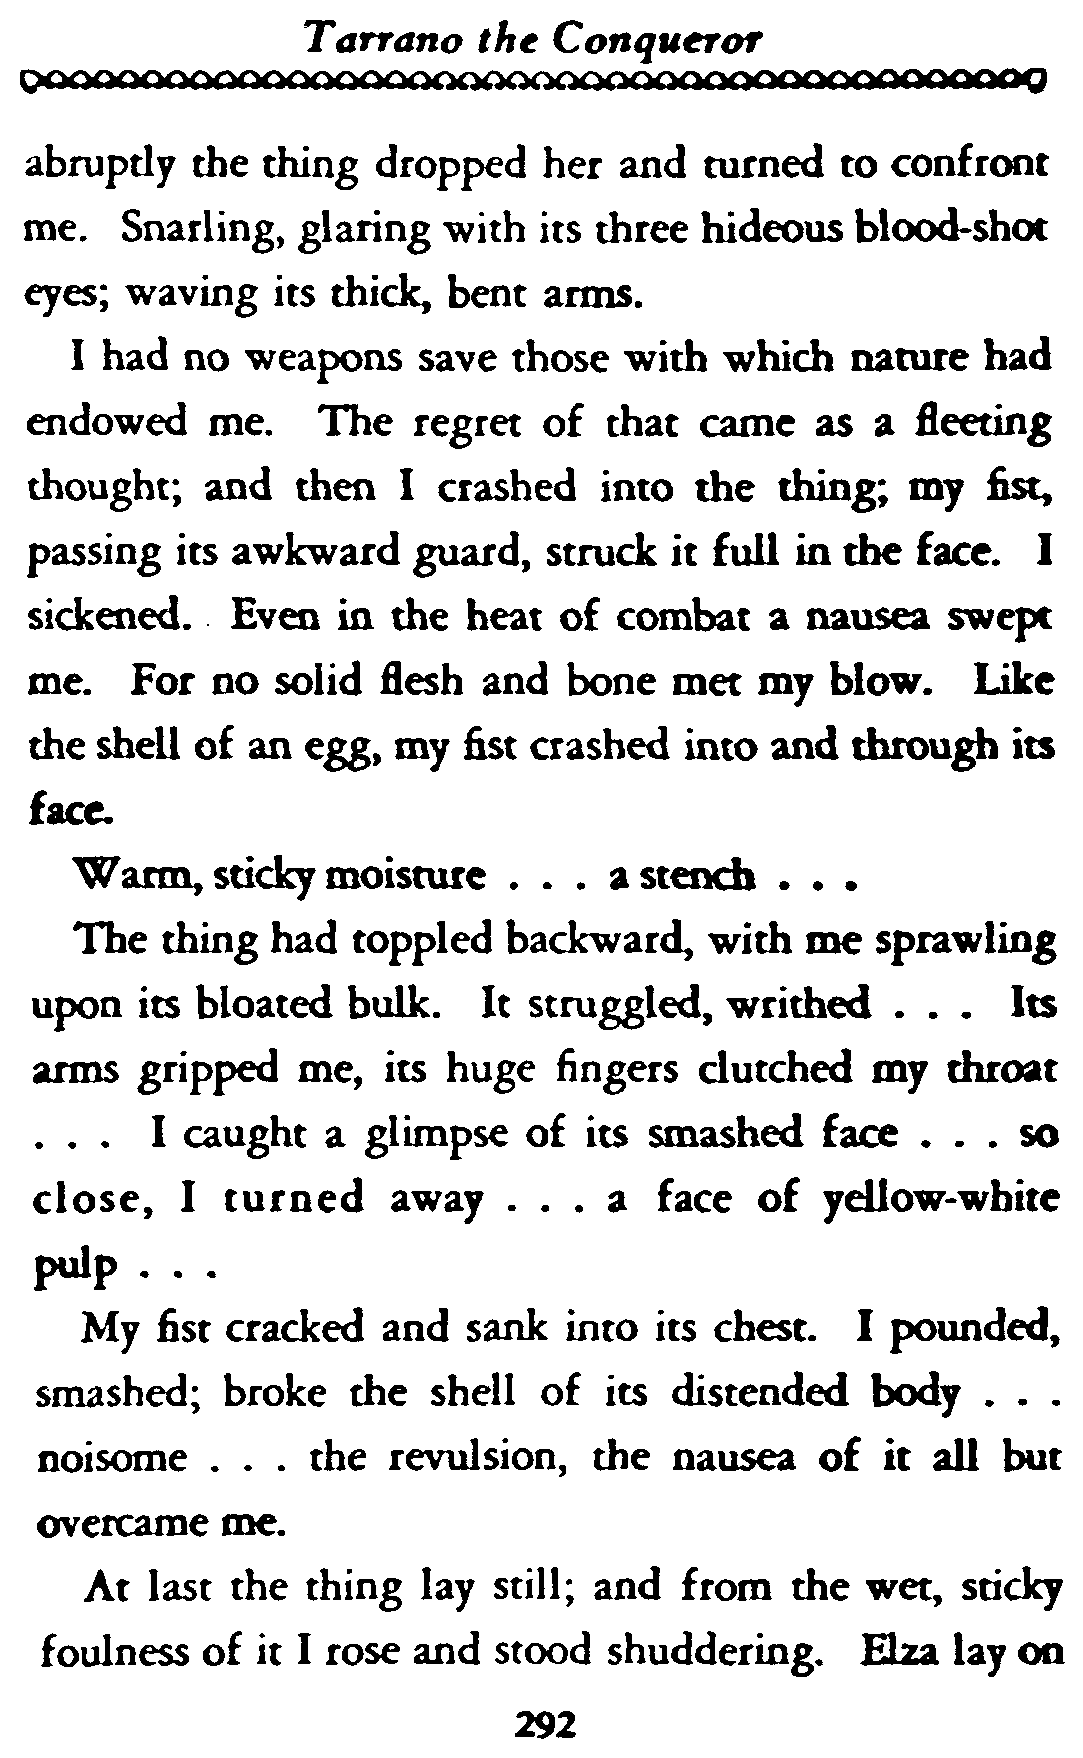 Tarrano the Conqueror
abruptly the thing dropped her and turned to confront
me. Snarling, glaring with its three hideous blood-shot
eyes; waving its thick, bent arms.
I had no weapons save those with which nature had
endowed me. The regret of that came as a fleeting
thought; and then I crashed into the thing; my fist,
passing its awkward guard, struck it full in the face. I
sickened. Even in the heat of combat a nausea swept
me. For no solid flesh and bone met my blow. Like
the shell of an egg, my fist crashed into and through its
face.
Warm, sticky moisture . . . a stench . . .
The thing had toppled backward, with me sprawling
upon its bloated bulk. It struggled, writhed . . . Its
arms gripped me, its huge fingers clutched my throat
. . . I caught a glimpse of its smashed face . . . so
close, I turned away . . . a face of yellow-white
pulp . . .
My fist cracked and sank into its chest. I pounded,
smashed; broke the shell of its distended body . . .
noisome . . . the revulsion, the nausea of it all but
overcame me.
At last the thing lay still; and from the wet, sticky
foulness of it I rose and stood shuddering. Elza lay on
292